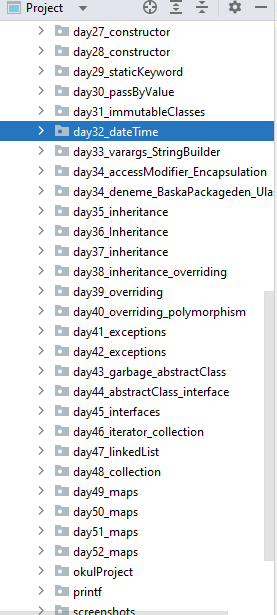 Project
day27_constructor
day28_constructor
day29_staticKeyword
day30_passByValue
day31_immutableClasses
day32_dateTime
day33_varargs_StringBuilder
day34_accessModifier_Encapsulation
day34_deneme_BaskaPackageden_Ula
day35_inheritance
day36_Inheritance
day37_inheritance
day38_inheritance_overriding
day39_overriding
day40_overriding_polymorphism
day41_exceptions
day42_exceptions
day43_garbage_abstractClass
day44_abstractClass_interface
day45_interfaces
day46_iterator_collection
day47_linkedList
day48_collection
day49_maps
day50_maps
day51_maps
day52_maps
okulProject
printf
screenshots